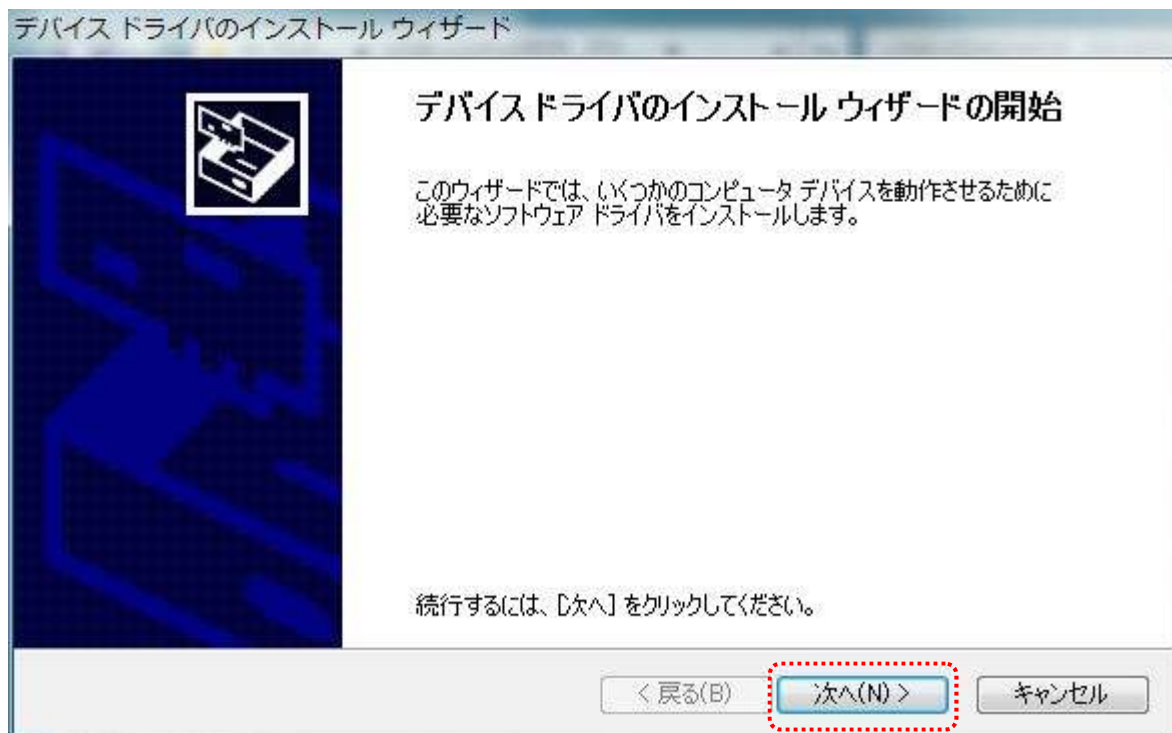 デバイス ドライバのインストール ウィザード
デバイス ドライバのインストール ウィザードの開始
このウィザードでは、いくつかのコンピュータ デバイスを動作させるために
必要なソフトウェア ドライバをインストールします。
続行するには、[次へ] をクリックしてください。
< 戻る(B)
次へ(N) >
キャンセル